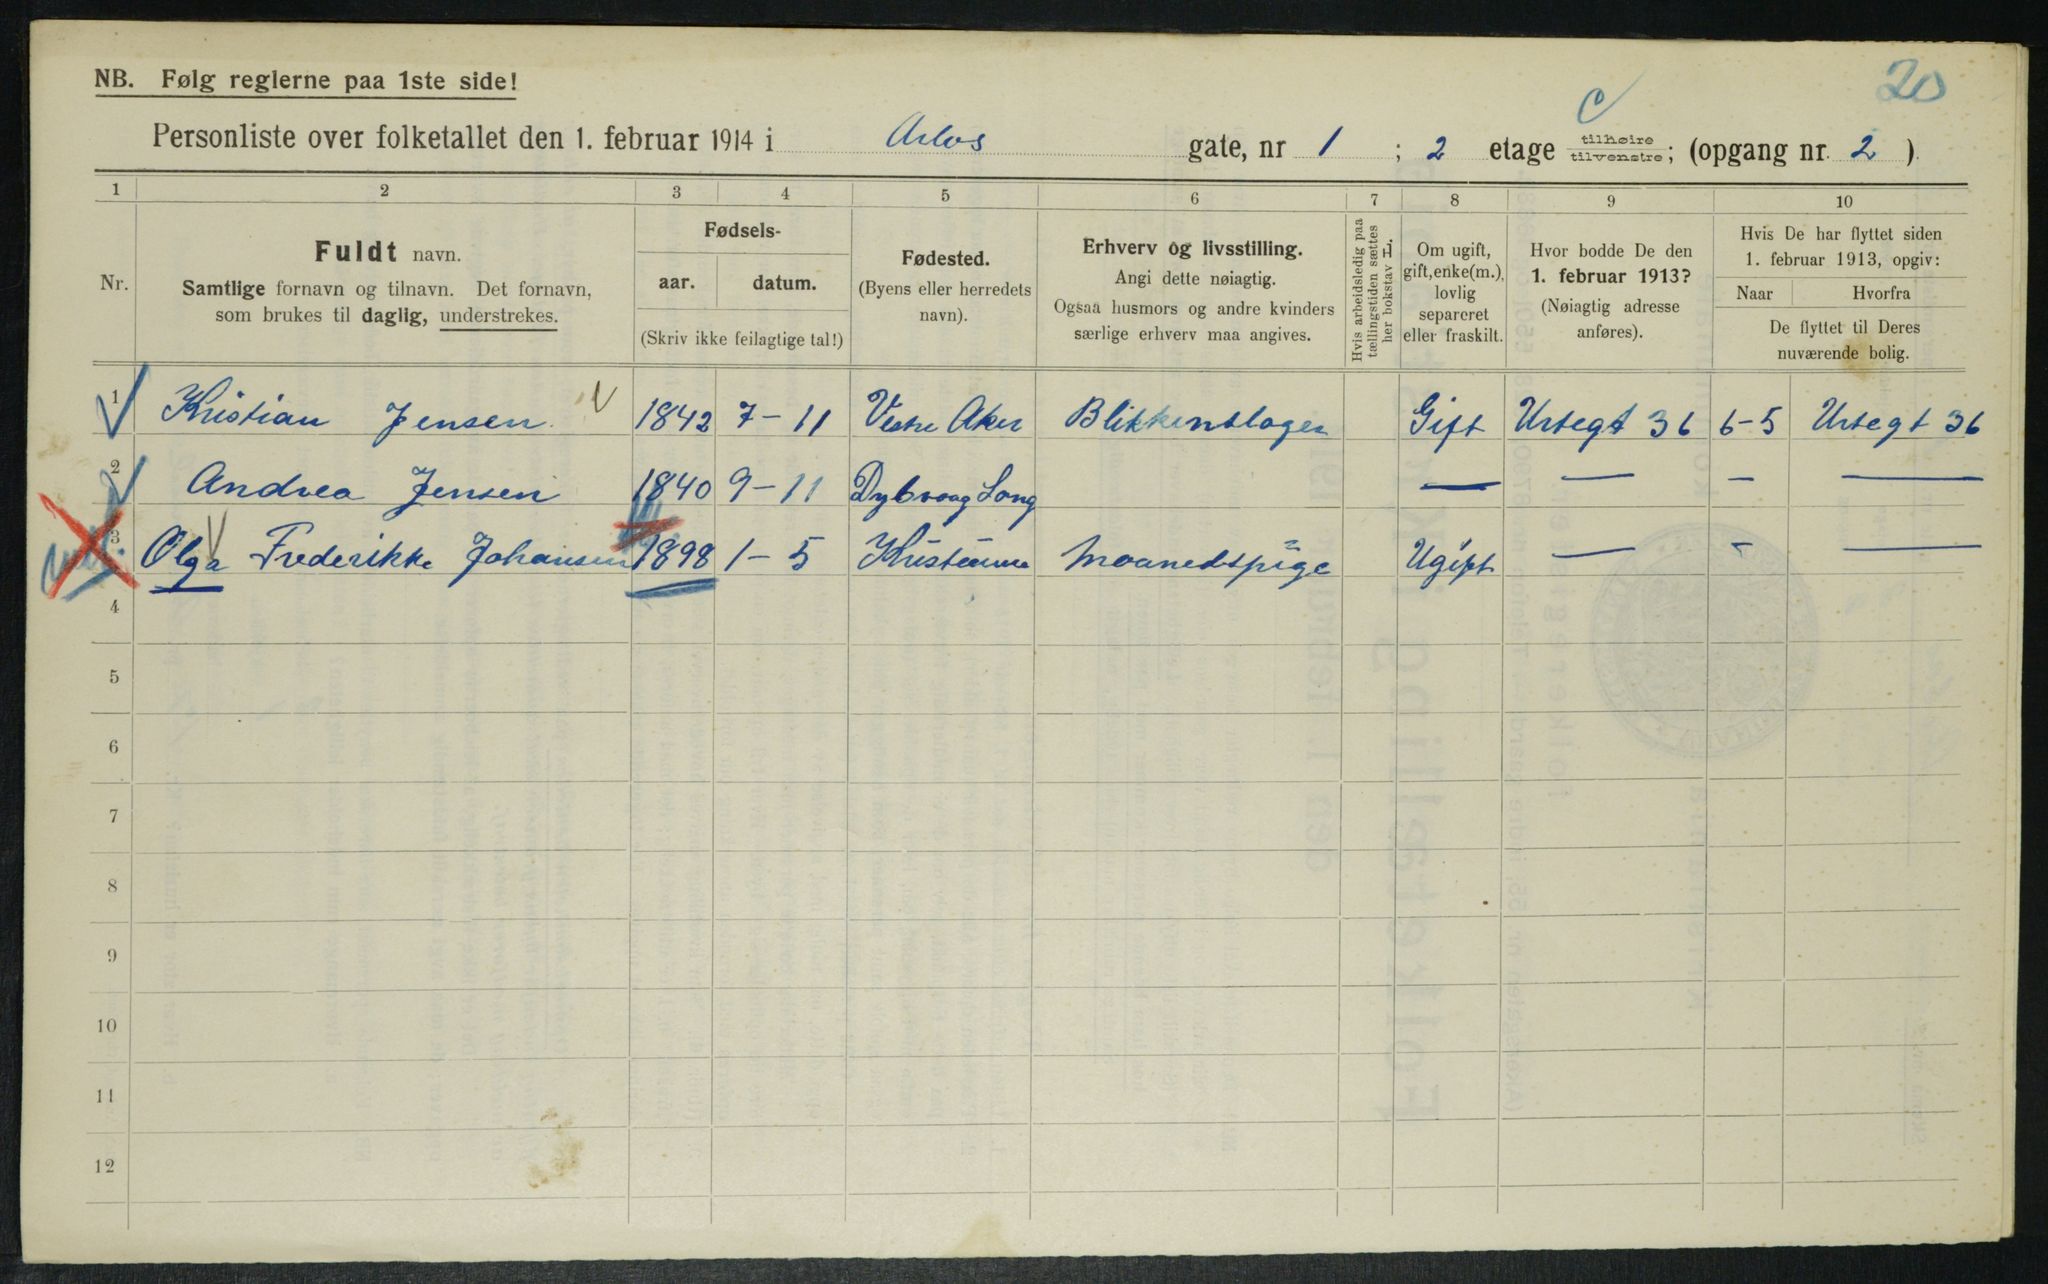 20
NB. Følg reglerne paa 1ste side!
Personliste over folketallet den 1. februar 1914 i Arbos gate, nr 1 ; 2 etage C tilhøire tilvenstre; (opgang nr. 2 )
1 2 3 4 5 6 7 8 9 10
Nr.
Fuldt navn.
Samtlige fornavn og tilnavn. Det fornavn,
som brukes til daglig, understrekes.
Fødsels-
aar. datum.
(Skriv ikke feilagtige tal!)
Fødested.
(Byens eller herredets
navn).
Erhverv og livsstilling.
Angi dette nøiagtig.
Ogsaa husmors og andre kvinders
særlige erhverv maa angives.
Hvis arbeidsledig paa
tællingstiden sættes
her bokstav L.
Om ugift,
gift, enke(m.),
lovlig
separeret
eller fraskilt.
Hvor bodde De den
1. februar 1913?
(Nøiagtig adresse
anføres).
Hvis De har flyttet siden
1. februar 1913, opgiv:
Naar Hvorfra
De flyttet til Deres
nuværende bolig.
1 Kristian Jensen 1842 7-11 Vestre Aker Blikkenslager Gift Urtegt 36 6-5 Urtegt 36
2 Andrea Jensen 1840 9-11 Dybvaag Sogn — — - —
3 Olga Frederikke Johansen 1898 1-5 Kristiania Maanedspige Ugift — - —
4
5
6
7
8
9
10
11
12